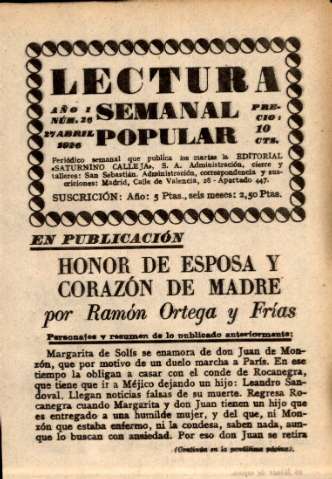 LECTURA
AÑO I
NÚM. 16
27 ABRIL
1926
SEMANAL
POPULAR
PRE-
CIO:
10
CTS.
Periódico semanal que publica los martes la EDITORIAL
«SATURNINO CALLEJA», S. A. Administración, cierre y
talleres: San Sebastián. Administración, correspondencia y sus-
criciones: Madrid, Calle de Valencia, 28 - Apartado 447.
SUSCRICIÓN: Año: 5 Ptas., seis meses: 2,50 Ptas.
EN PUBLICACIÓN
HONOR DE ESPOSA Y
CORAZÓN DE MADRE
por Ramón Ortega y Frías
Personajes y resumen de lo publicado anteriormente:
Margarita de Solís se enamora de don Juan de Mon-
zón, que por motivo de un duelo marcha a París. En ese
tiempo la obligan a casar con el conde de Rocanegra,
que tiene que ir a Méjico dejando un hijo: Leandro San-
doval. Llegan noticias falsas de su muerte. Regresa Ro-
canegra cuando Margarita y don Juan tienen un hijo que
es entregado a una humilde mujer, y del que, ni Mon-
zón que estaba enfermo, ni la condesa, saben nada, aun-
que lo buscan con ansiedad. Por eso don Juan se retira
(Continúa en la penúltima página).